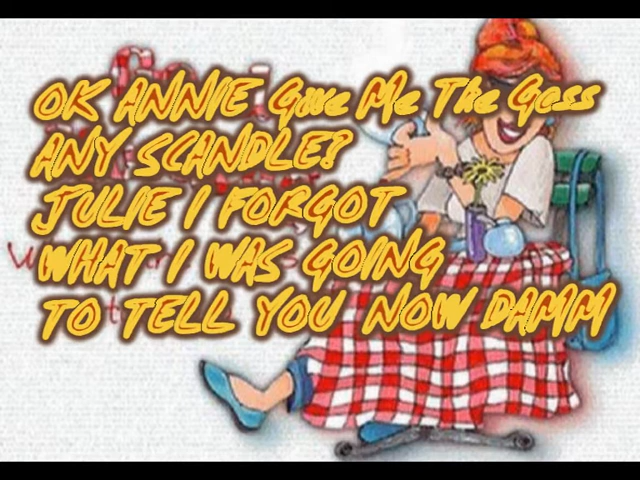 OK ANNIE Give Me The Goss
ANY SCANDLE?
JULIE I FORGOT
WHAT I WAS GOING
TO TELL YOU NOW DAMM